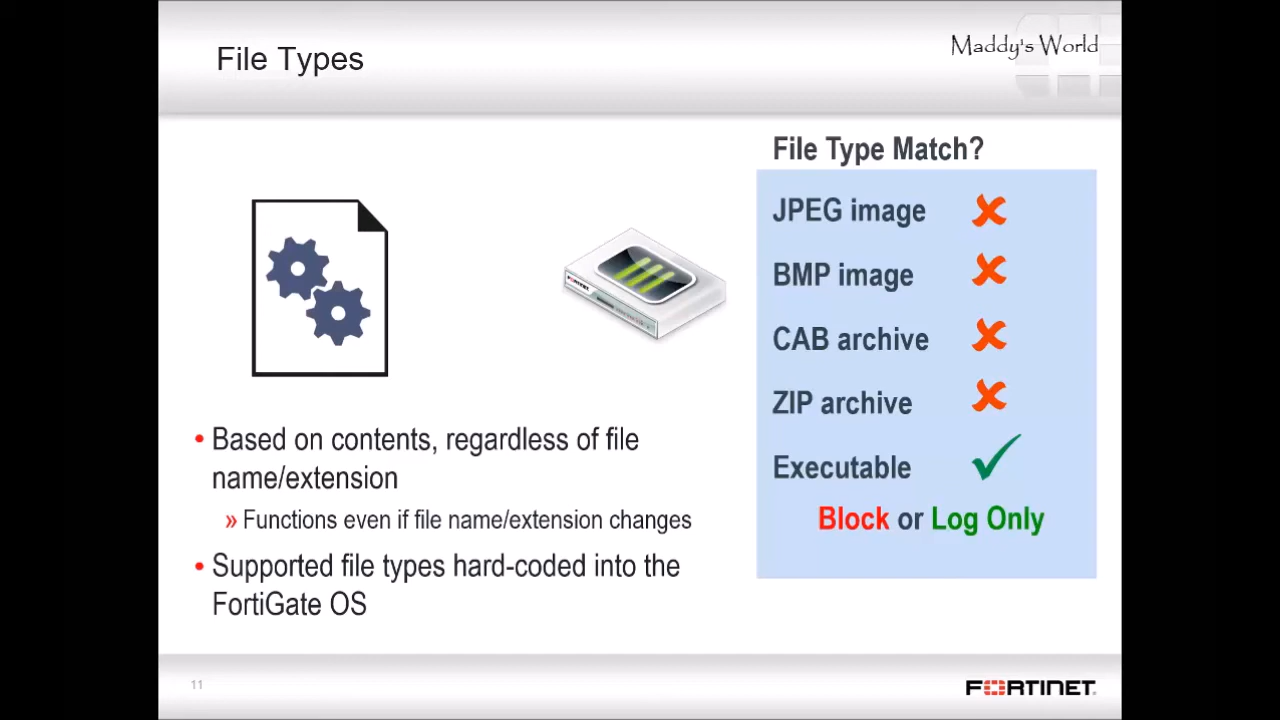 File Types
Maddy's World
File Type Match?
JPEG image
BMP image
CAB archive
ZIP archive
Executable
Block or Log Only
FORTINET
• Based on contents, regardless of file
name/extension
» Functions even if file name/extension changes
• Supported file types hard-coded into the
FortiGate OS
11
FORTINET